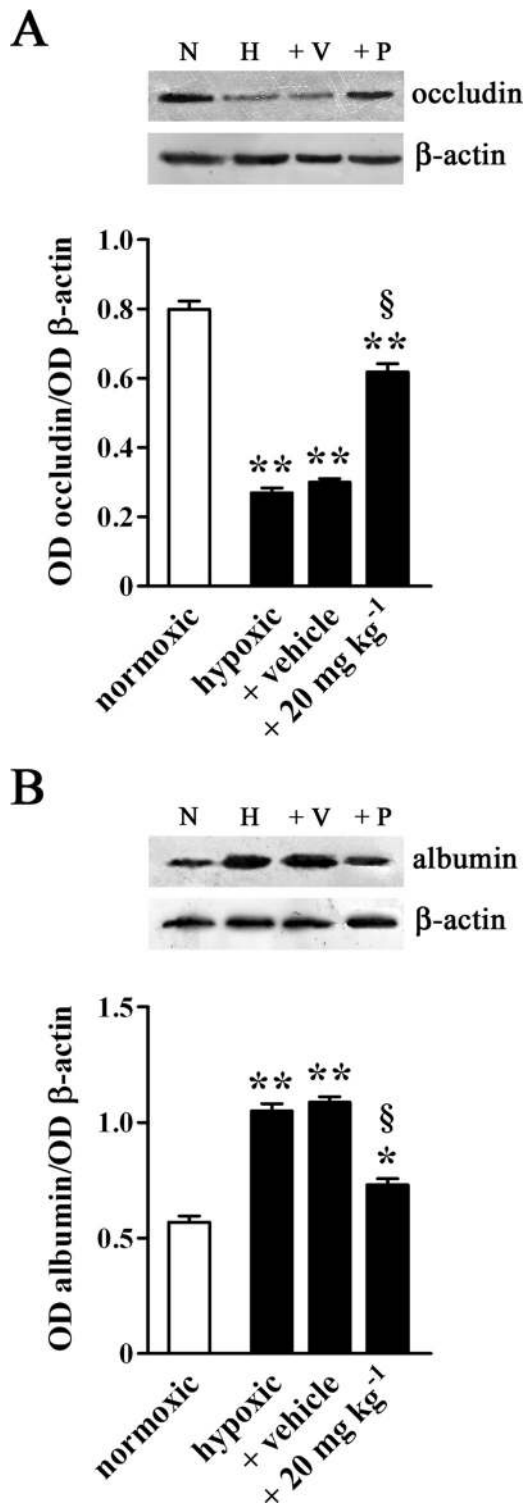 A
N H + V + P
occludin
β-actin
OD occludin/OD β-actin
1.0
0.8
0.6
0.4
0.2
0
**
**
§
**
normoxic
hypoxic
+ vehicle
+ 20 mg kg⁻¹
B
N H + V + P
albumin
β-actin
OD albumin/OD β-actin
1.5
1.0
0.5
0
**
**
§
*
normoxic
hypoxic
+ vehicle
+ 20 mg kg⁻¹